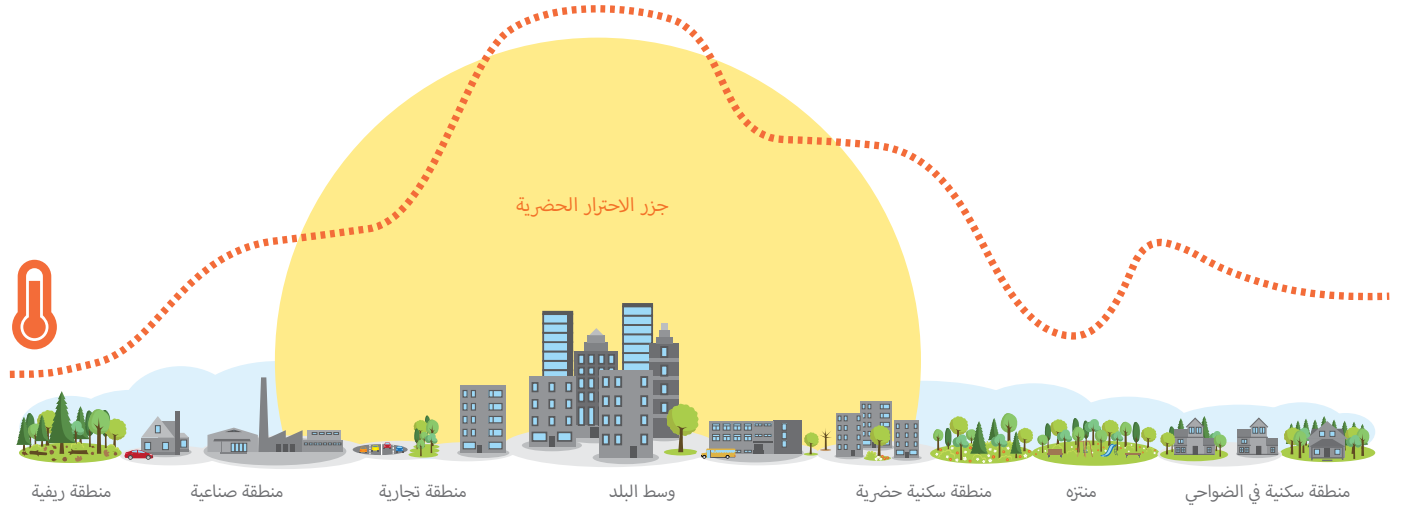 جزر الاحترار الحضرية
منطقة ريفية
منطقة صناعية
منطقة تجارية
وسط البلد
منطقة سكنية حضرية
منتزه
منطقة سكنية في الضواحي